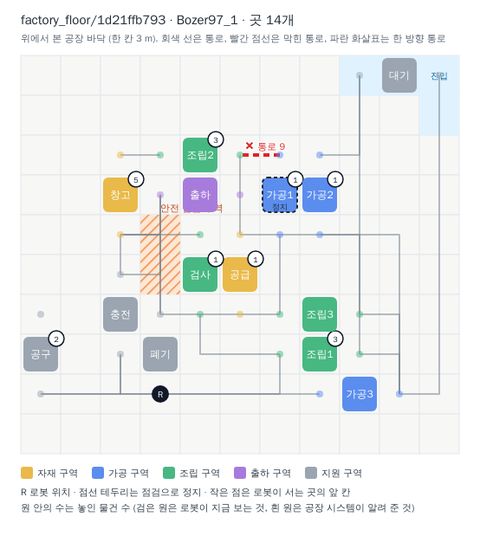 factory_floor/1d21ffb793 · Bozer97_1 · 곳 14개
위에서 본 공장 바닥 (한 칸 3 m). 회색 선은 통로, 빨간 점선은 막힌 통로, 파란 화살표는 한 방향 통로
대기
전립
3
조립2
× 통로 9
5
창고
출하
1
가공1
정지
1
가공2
안전
역
1
검사
1
공급
충전
조립3
2
공구
폐기
3
조립1
R
가공3
자재 구역
가공 구역
조립 구역
출하 구역
지원 구역
R 로봇 위치 · 점선 테두리는 점검으로 정지 · 작은 점은 로봇이 서는 곳의 앞 칸
원 안의 수는 놓인 물건 수 (검은 원은 로봇이 지금 보는 것, 흰 원은 공장 시스템이 알려 준 것)